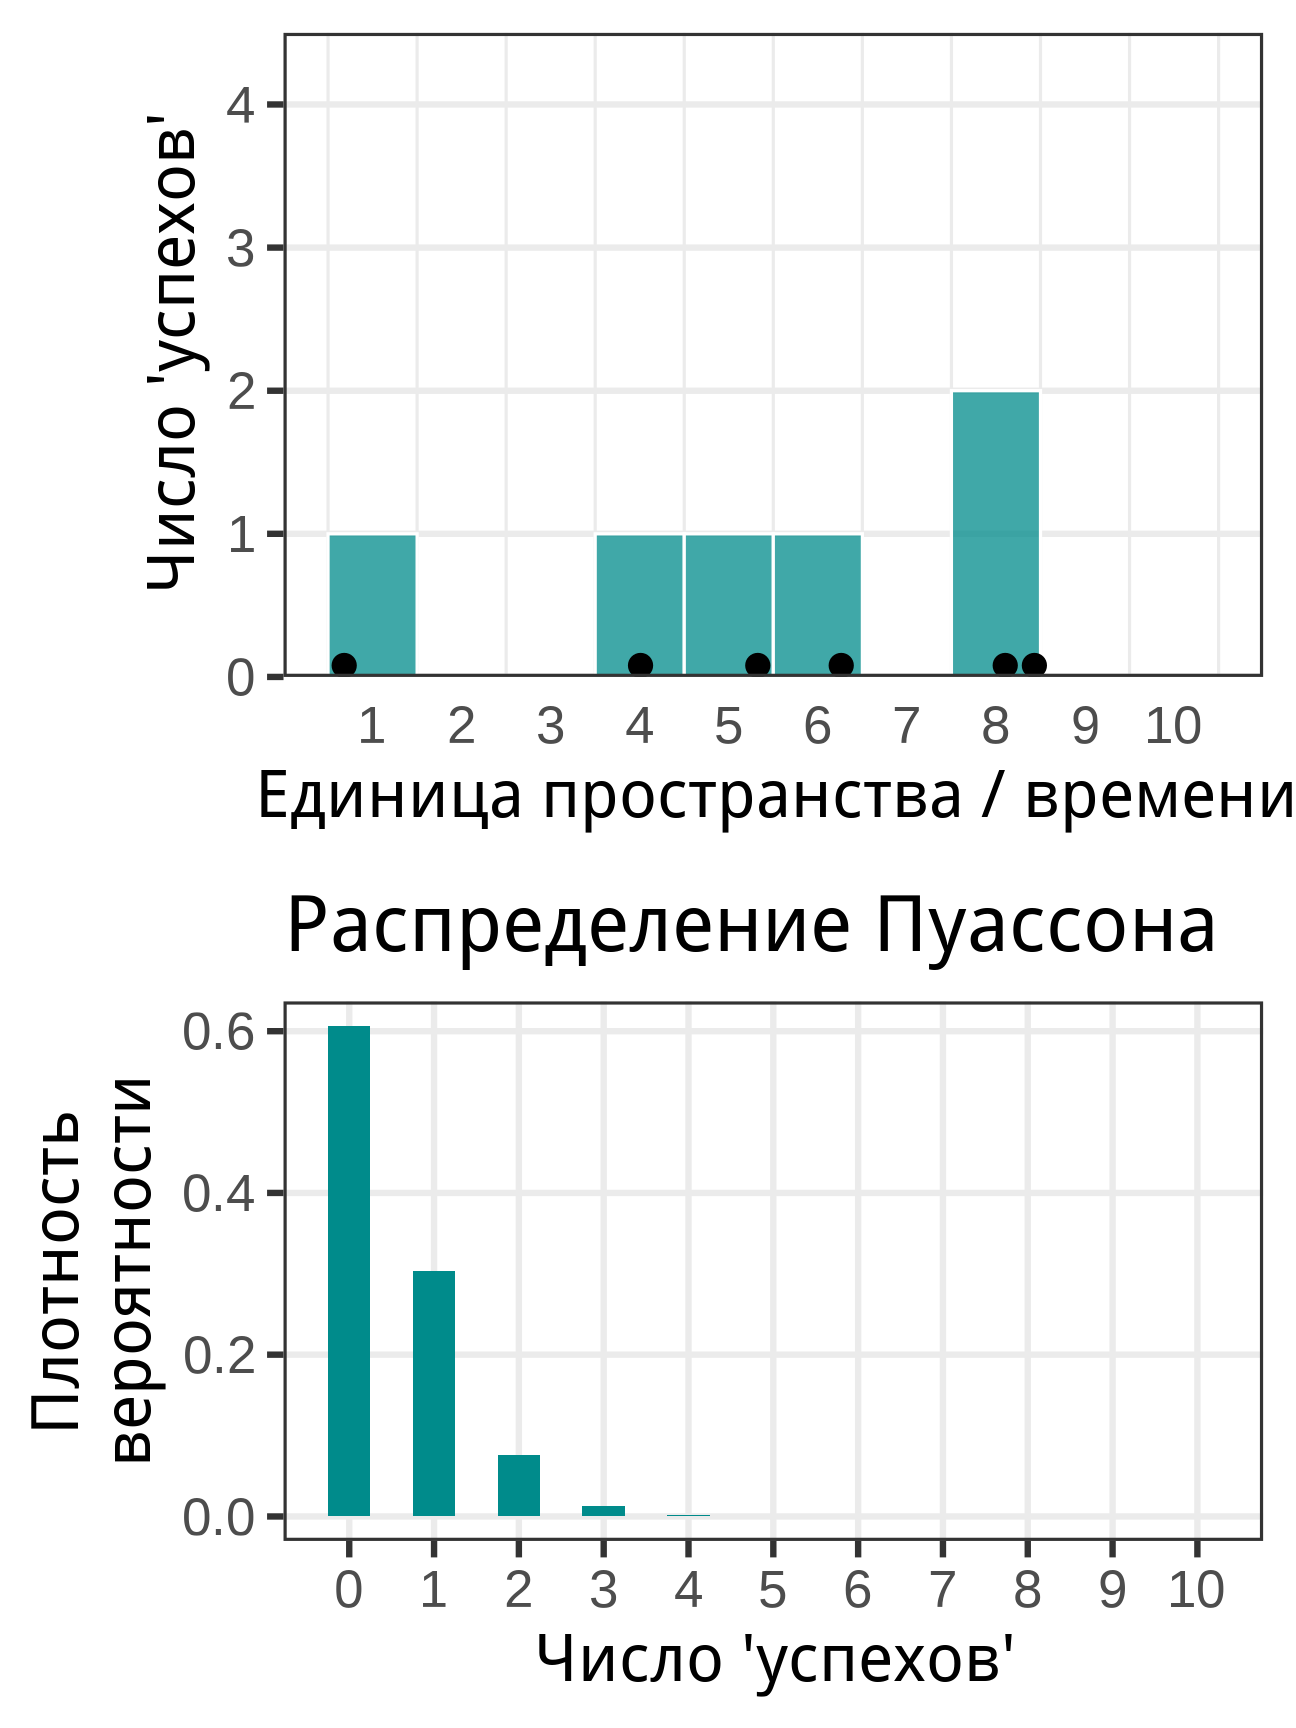 Число 'успехов'
4
3
2
1
0
1 2 3 4 5 6 7 8 9 10
Единица пространства / времени
Распределение Пуассона
Плотность
вероятности
0.6
0.4
0.2
0.0
0 1 2 3 4 5 6 7 8 9 10
Число 'успехов'